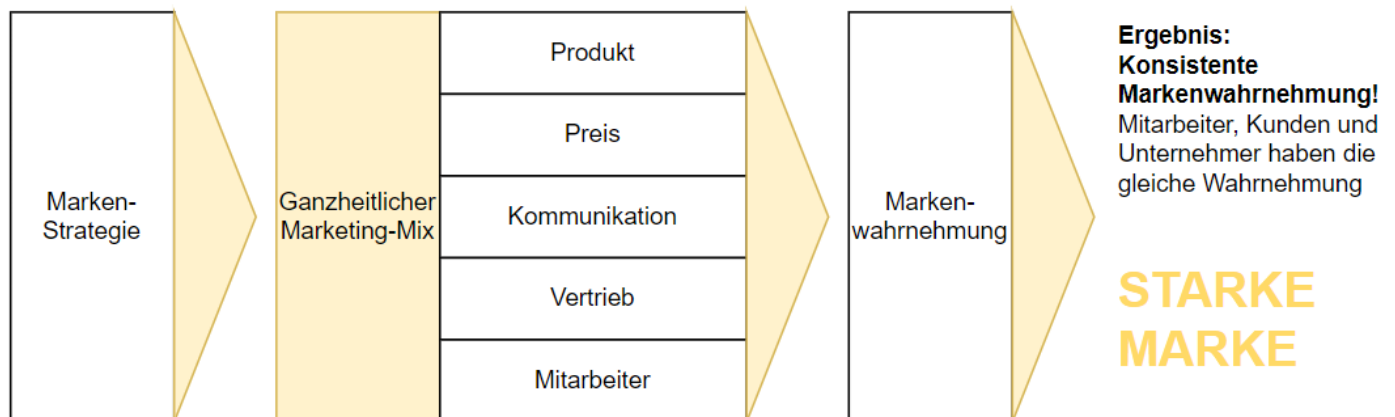 Marken-
Strategie
Ganzheitlicher
Marketing-Mix
Produkt
Preis
Kommunikation
Vertrieb
Mitarbeiter
Marken-
wahrnehmung
Ergebnis:
Konsistente
Markenwahrnehmung!
Mitarbeiter, Kunden und
Unternehmer haben die
gleiche Wahrnehmung
STARKE
MARKE